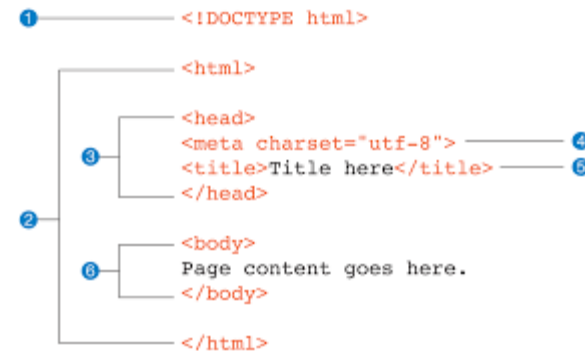 1 <!DOCTYPE html>
<html>
<head>
<meta charset="utf-8"> 4
3 <title>Title here</title> 5
</head>
2
<body>
6 Page content goes here.
</body>
</html>